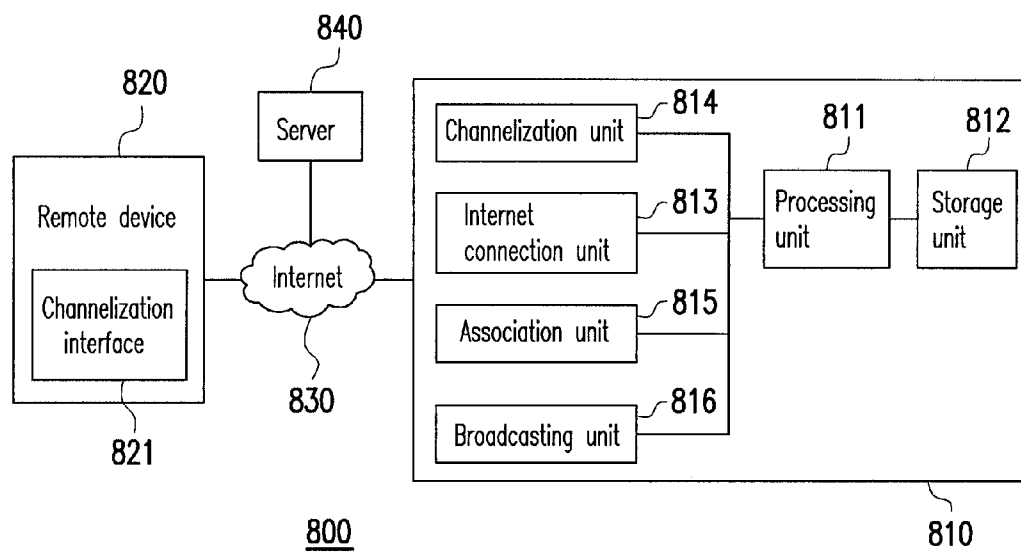 840
820
Server
814
Channelization unit
811
812
Remote device
813
Processing
unit
Storage
unit
Internet
connection unit
Internet
Channelization
interface
815
Association unit
830
816
821
Broadcasting unit
800
810